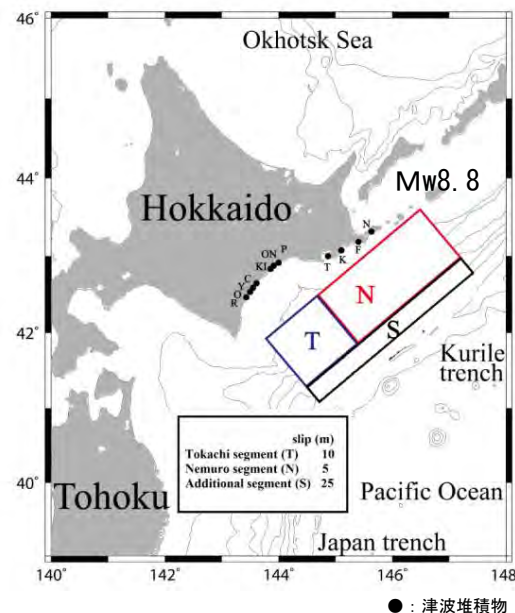 46°
Okhotsk Sea
44°
Mw8.8
Hokkaido
N
P
ON
F
KI
K
T
C
Y
O
R
N
42°
T
S
Kurile
trench
slip (m)
Tokachi segment (T) 10
Nemuro segment (N) 5
Additional segment (S) 25
40°
Tohoku
Pacific Ocean
Japan trench
140° 142° 144° 146° 148°
●：津波堆積物